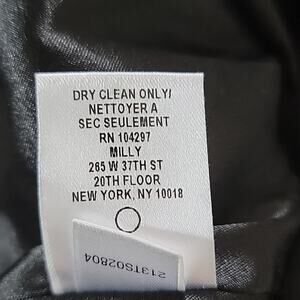 DRY CLEAN ONLY/
NETTOYER A
SEC SEULEMENT
RN 104297
MILLY
265 W 37TH ST
20TH FLOOR
NEW YORK, NY 10018
213TS02804